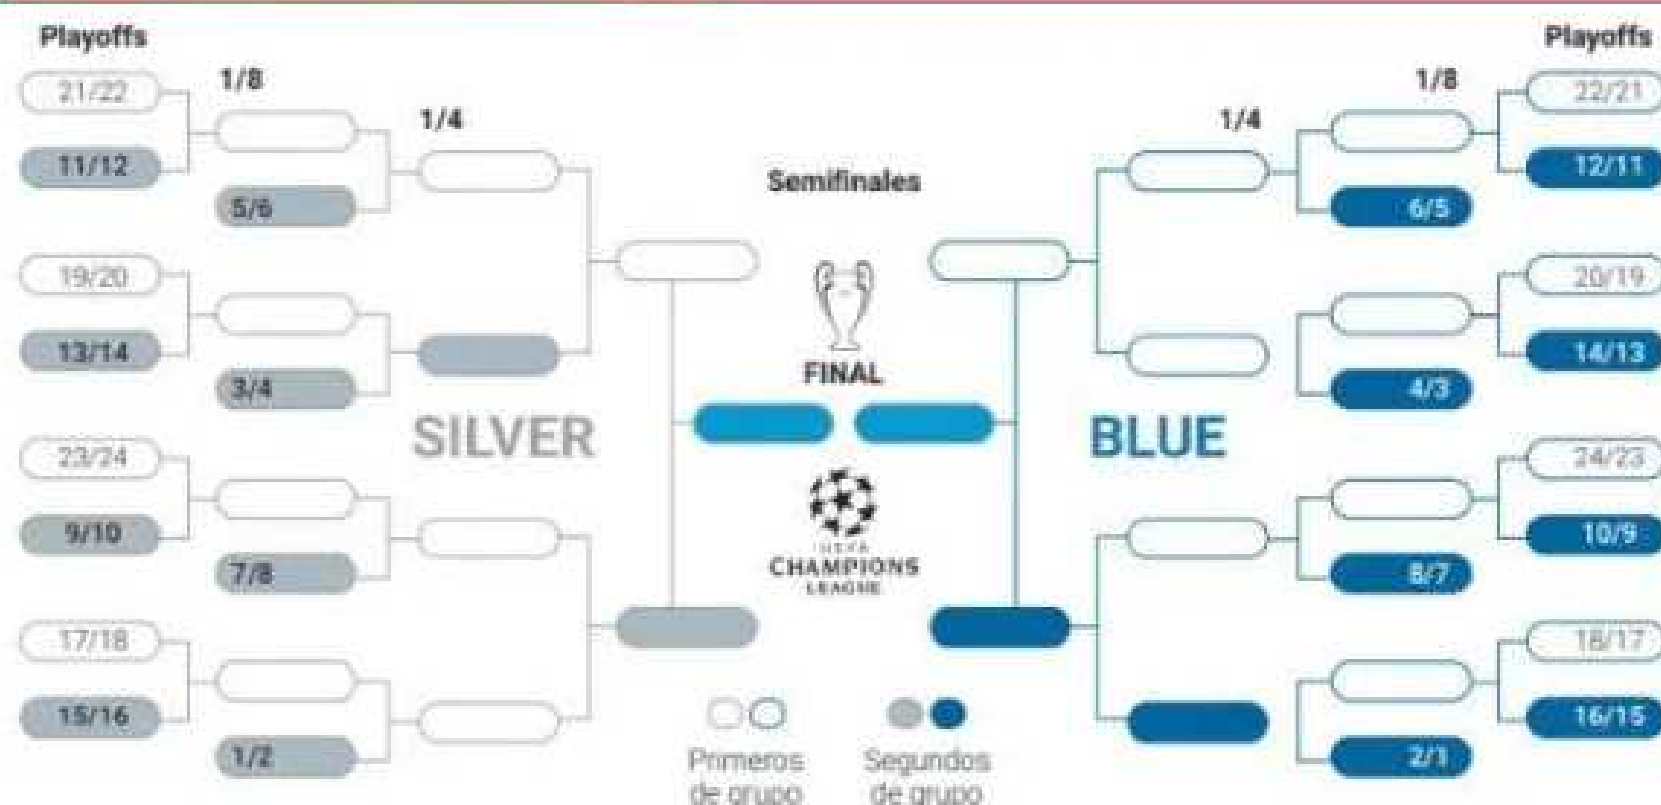 Playoffs
Playoffs
1/8
1/8
21/22
22/21
1/4
1/4
11/12
12/11
Semifinales
5/6
6/5
19/20
20/19
13/14
14/13
FINAL
3/4
4/3
SILVER
BLUE
23/24
24/23
9/10
10/9
UEFA
CHAMPIONS
LEAGUE
7/8
8/7
17/18
18/17
15/16
16/15
1/2
2/1
Primeros
de grupo
Segundos
de grupo